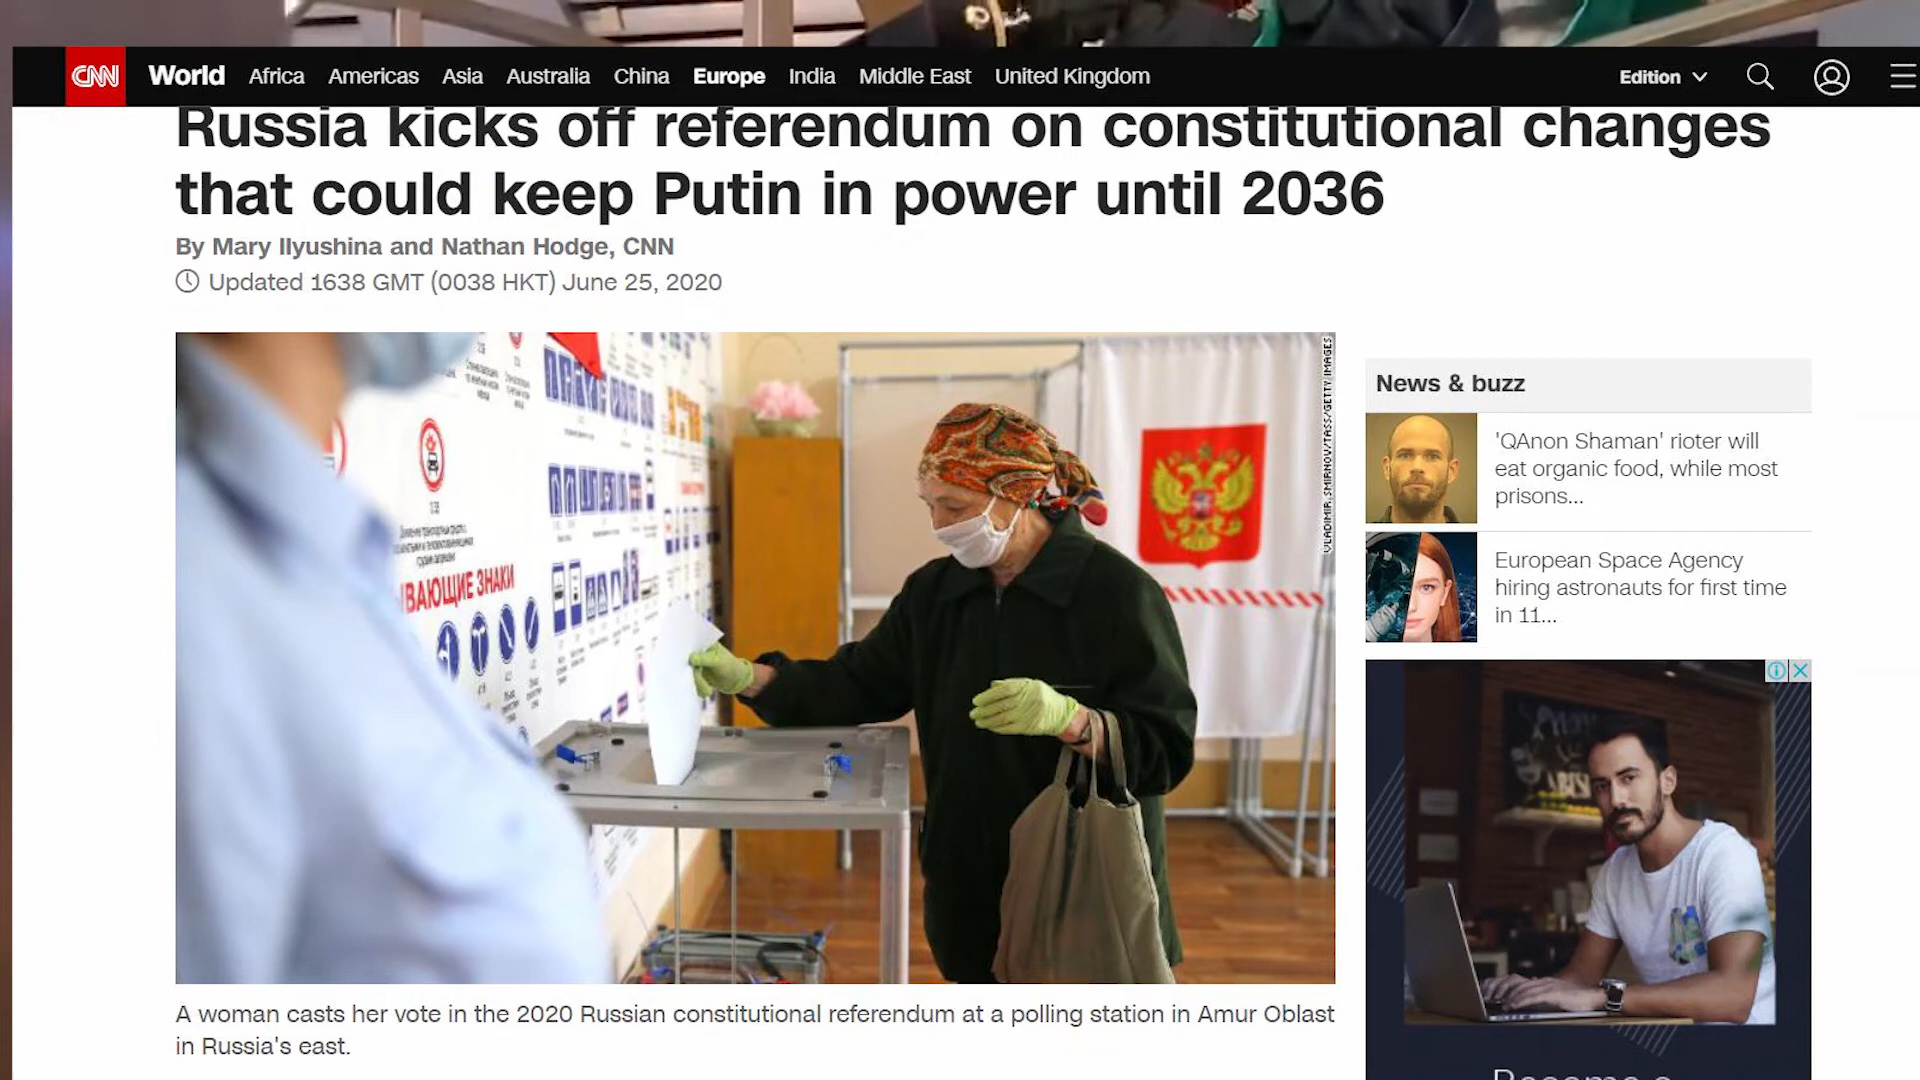 CNN World Africa Americas Asia Australia China Europe India Middle East United Kingdom Edition
Russia kicks off referendum on constitutional changes
that could keep Putin in power until 2036
By Mary Ilyushina and Nathan Hodge, CNN
Updated 1638 GMT (0038 HKT) June 25, 2020
VLADIMIR SMIRNOV/TASS/GETTY IMAGES
ВАЮЩИЕ ЗНАКИ
A woman casts her vote in the 2020 Russian constitutional referendum at a polling station in Amur Oblast
in Russia's east.
News & buzz
'QAnon Shaman' rioter will
eat organic food, while most
prisons...
European Space Agency
hiring astronauts for first time
in 11...